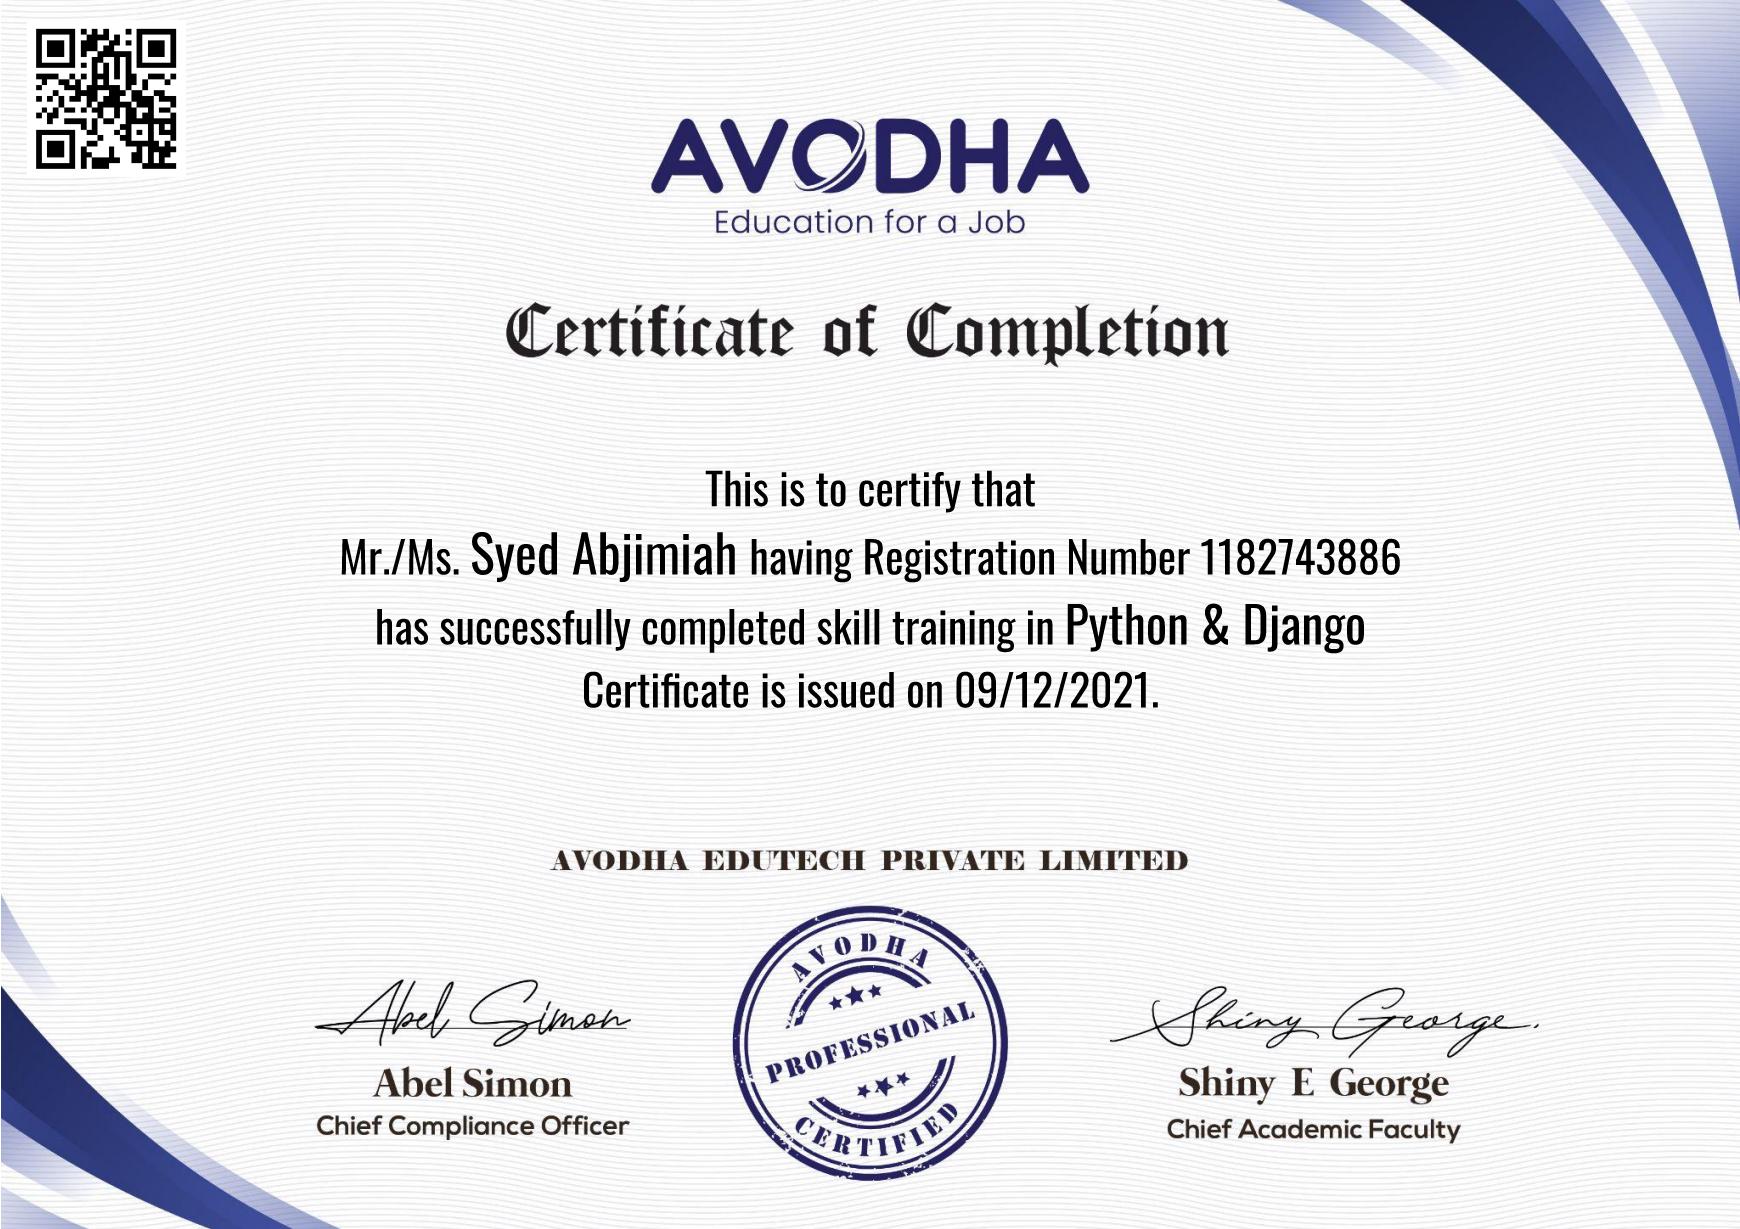 AVODHA
Education for a Job
Certificate of Completion
This is to certify that
Mr./Ms. Syed Abjimiah having Registration Number 1182743886
has successfully completed skill training in Python & Django
Certificate is issued on 09/12/2021.
AVODHA EDUTECH PRIVATE LIMITED
AVODHA
PROFESSIONAL
CERTIFIED
Abel Simon
Abel Simon
Chief Compliance Officer
Shiny George.
Shiny E George
Chief Academic Faculty